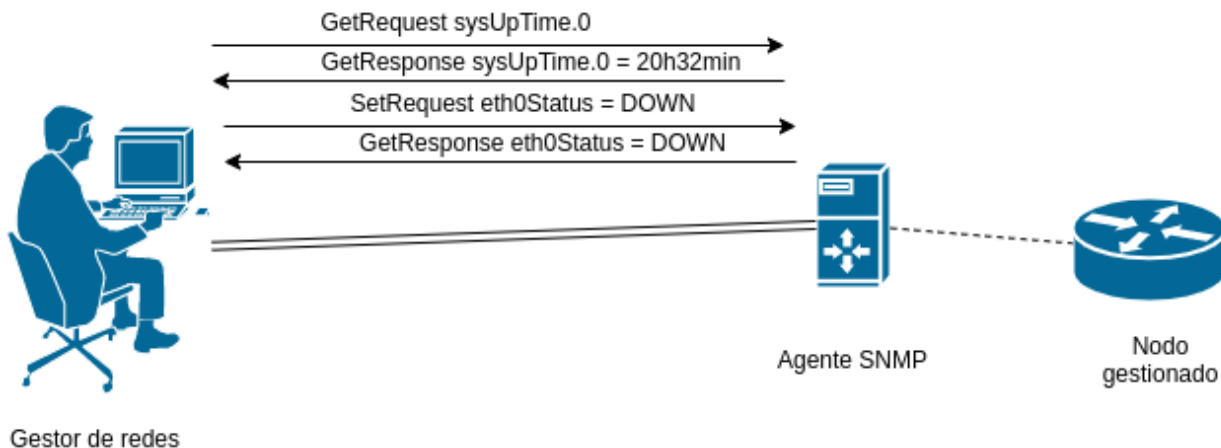 GetRequest sysUpTime.0
GetResponse sysUpTime.0 = 20h32min
SetRequest eth0Status = DOWN
GetResponse eth0Status = DOWN
Agente SNMP
Nodo
gestionado
Gestor de redes